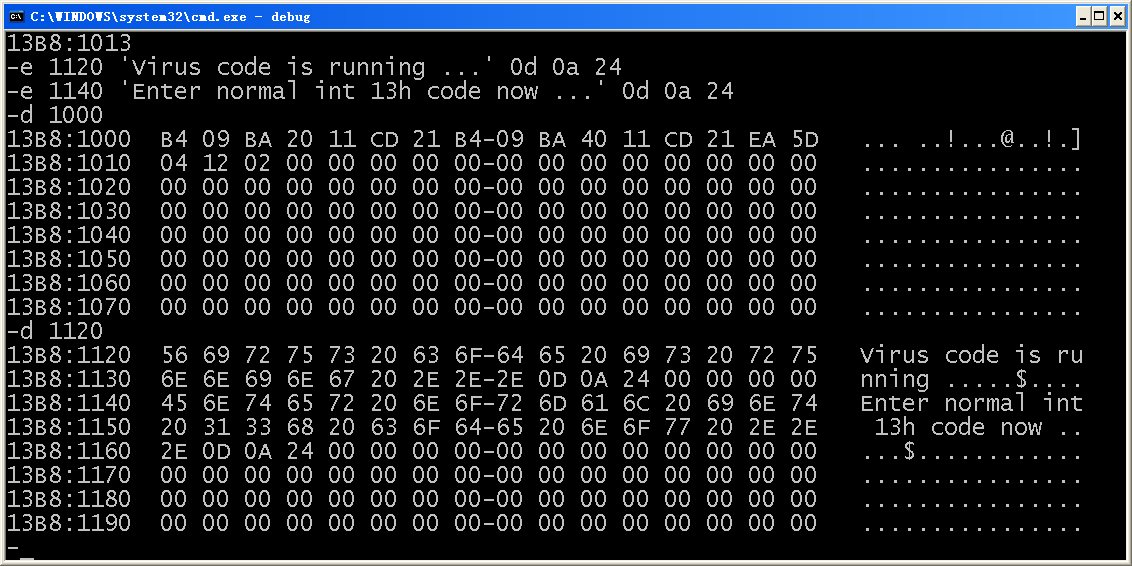 C:\WINDOWS\system32\cmd.exe - debug
13B8:1013
-e 1120 'Virus code is running ...' 0d 0a 24
-e 1140 'Enter normal int 13h code now ...' 0d 0a 24
-d 1000
13B8:1000  B4 09 BA 20 11 CD 21 B4-09 BA 40 11 CD 21 EA 5D   ... ..!...@..!.]
13B8:1010  04 12 02 00 00 00 00 00-00 00 00 00 00 00 00 00   ................
13B8:1020  00 00 00 00 00 00 00 00-00 00 00 00 00 00 00 00   ................
13B8:1030  00 00 00 00 00 00 00 00-00 00 00 00 00 00 00 00   ................
13B8:1040  00 00 00 00 00 00 00 00-00 00 00 00 00 00 00 00   ................
13B8:1050  00 00 00 00 00 00 00 00-00 00 00 00 00 00 00 00   ................
13B8:1060  00 00 00 00 00 00 00 00-00 00 00 00 00 00 00 00   ................
13B8:1070  00 00 00 00 00 00 00 00-00 00 00 00 00 00 00 00   ................
-d 1120
13B8:1120  56 69 72 75 73 20 63 6F-64 65 20 69 73 20 72 75   Virus code is ru
13B8:1130  6E 6E 69 6E 67 20 2E 2E-2E 0D 0A 24 00 00 00 00   nning .....$....
13B8:1140  45 6E 74 65 72 20 6E 6F-72 6D 61 6C 20 69 6E 74   Enter normal int
13B8:1150  20 31 33 68 20 63 6F 64-65 20 6E 6F 77 20 2E 2E    13h code now ..
13B8:1160  2E 0D 0A 24 00 00 00 00-00 00 00 00 00 00 00 00   ...$............
13B8:1170  00 00 00 00 00 00 00 00-00 00 00 00 00 00 00 00   ................
13B8:1180  00 00 00 00 00 00 00 00-00 00 00 00 00 00 00 00   ................
13B8:1190  00 00 00 00 00 00 00 00-00 00 00 00 00 00 00 00   ................
-_